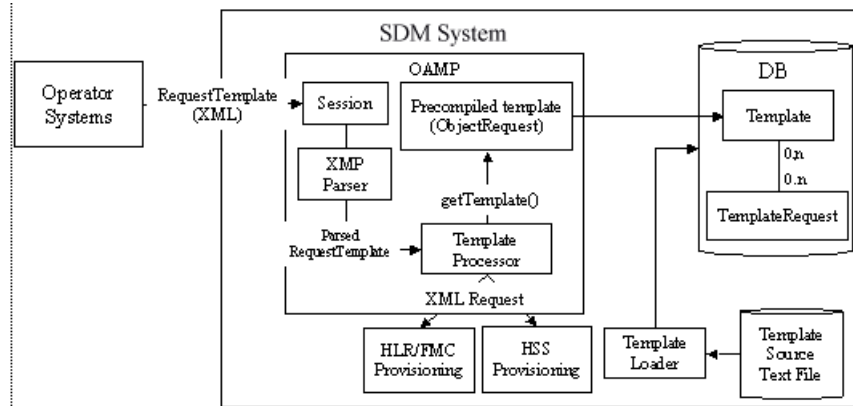 SDM System
OAMP
DB
Operator
Systems
RequestTemplate
(XML)
Session
Precompiled template
(ObjectRequest)
Template
XMP
Parser
0,n
0..n
getTemplate()
TemplateRequest
Parsed
RequestTemplate
Template
Processor
XML Request
HLR/FMC
Provisioning
HSS
Provisioning
Template
Loader
Template
Source
Text File